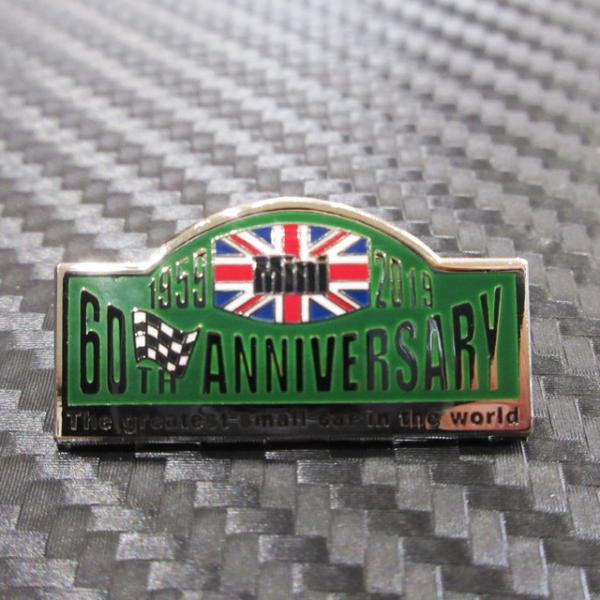 1959 Mini 2019
60TH ANNIVERSARY
The greatest small car in the world